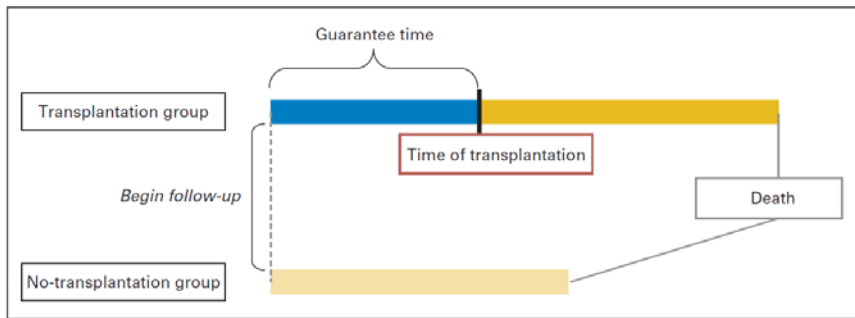 Guarantee time
Transplantation group
Time of transplantation
Begin follow-up
Death
No-transplantation group